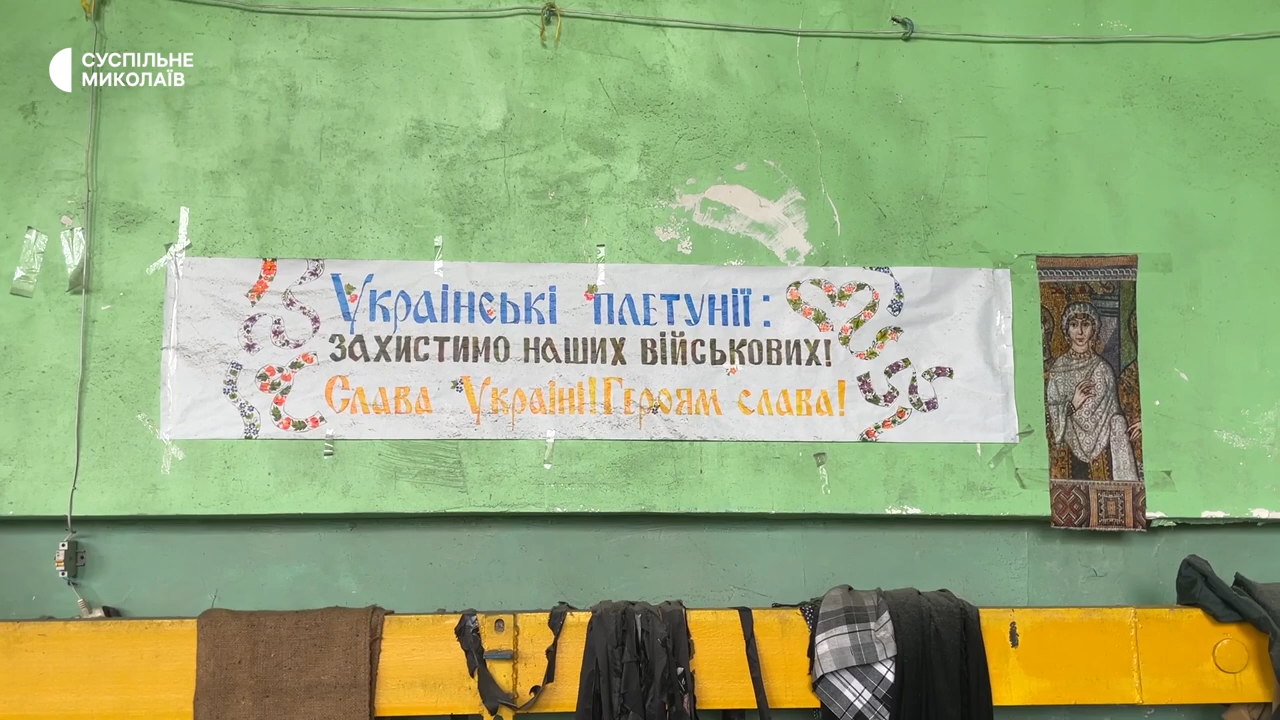 СУСПІЛЬНЕ
МИКОЛАЇВ
Українські плетунії:
захистимо наших військових!
Слава Україні! Героям слава!